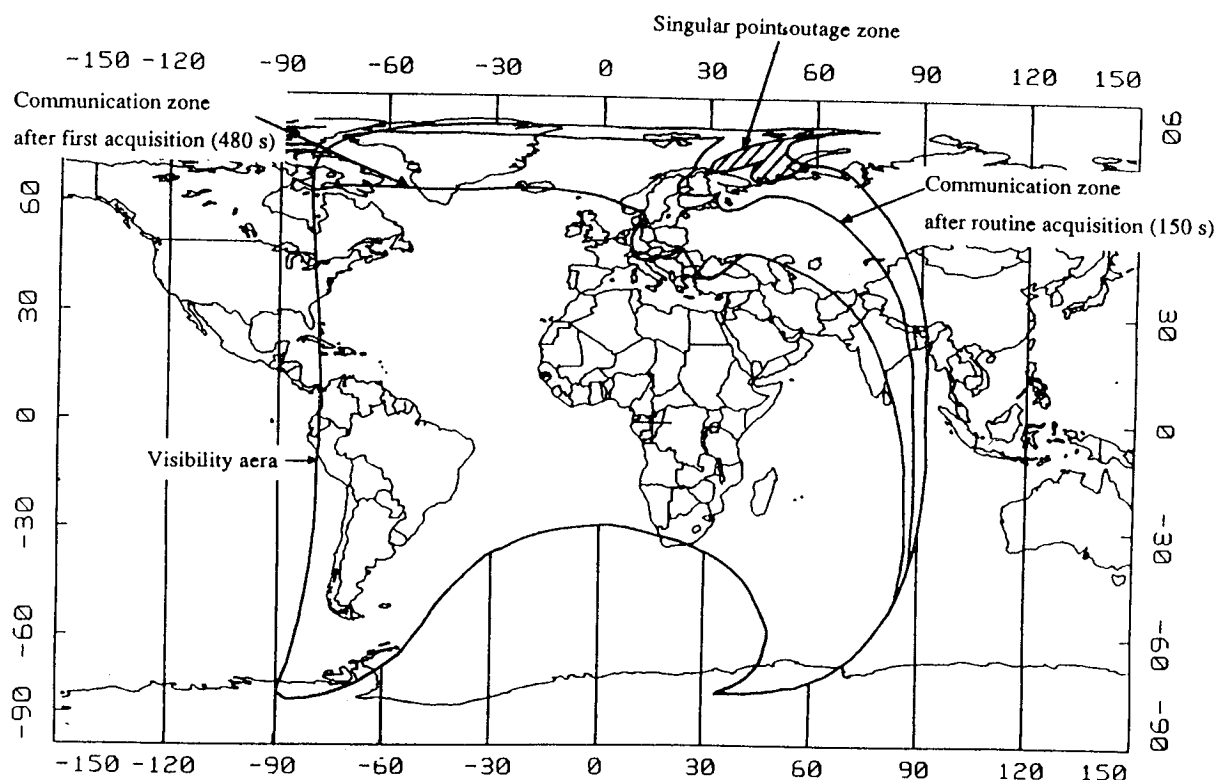 Singular point outage zone
-150 -120 -90 -60 -30 0 30 60 90 120 150
Communication zone
after first acquisition (480 s)
90
60
60
Communication zone
after routine acquisition (150 s)
30
30
0
0
Visibility aera
-30
-30
-60
-60
-90
-90
-150 -120 -90 -60 -30 0 30 60 90 120 150